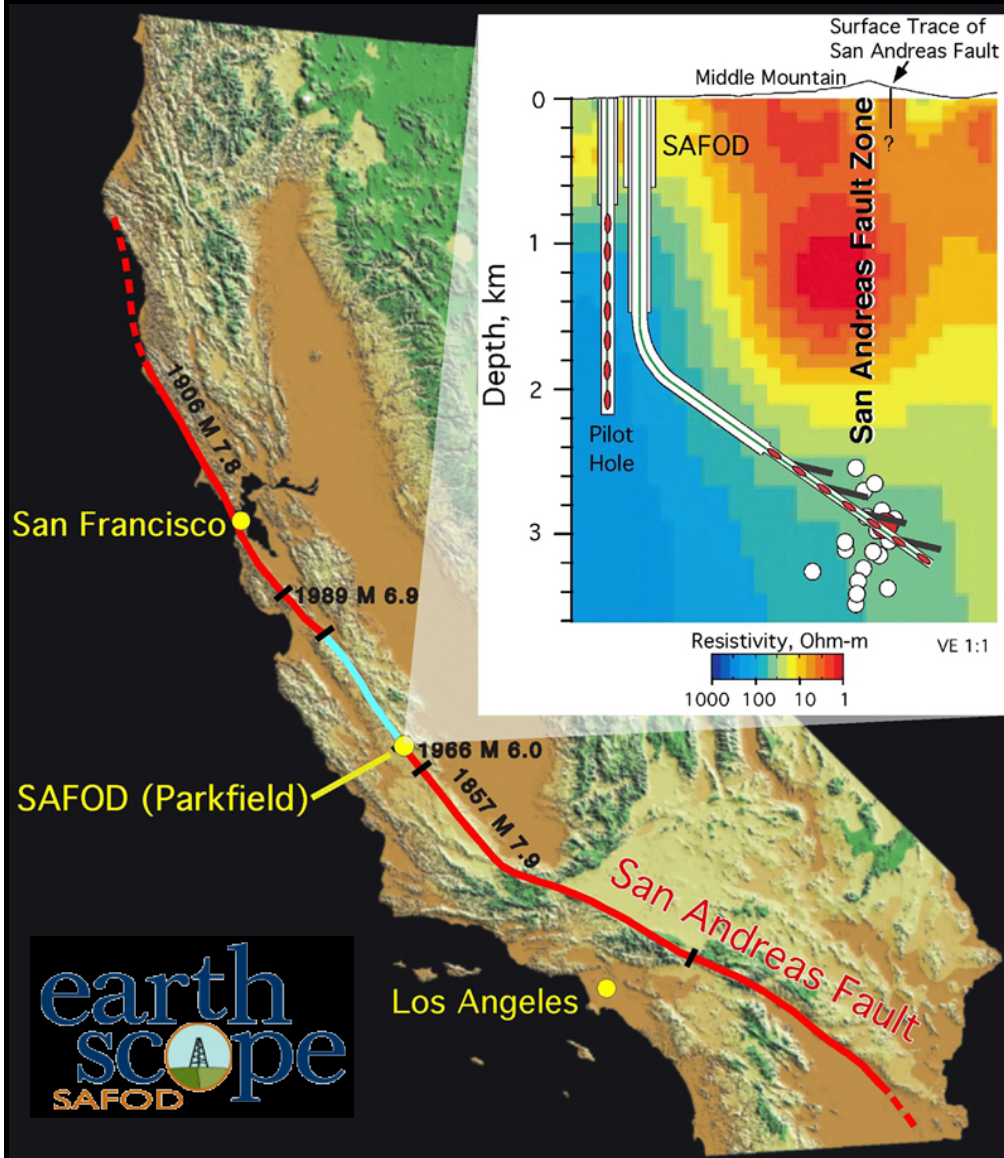 Surface Trace of
San Andreas Fault
Middle Mountain
0
SAFOD
?
San Andreas Fault Zone
1
Depth, km
2
Pilot
Hole
3
Resistivity, Ohm-m
VE 1:1
1000 100 10 1
1906 M 7.8
San Francisco
1989 M 6.9
1966 M 6.0
SAFOD (Parkfield)
1857 M 7.9
San Andreas Fault
Los Angeles
earth
scope
SAFOD